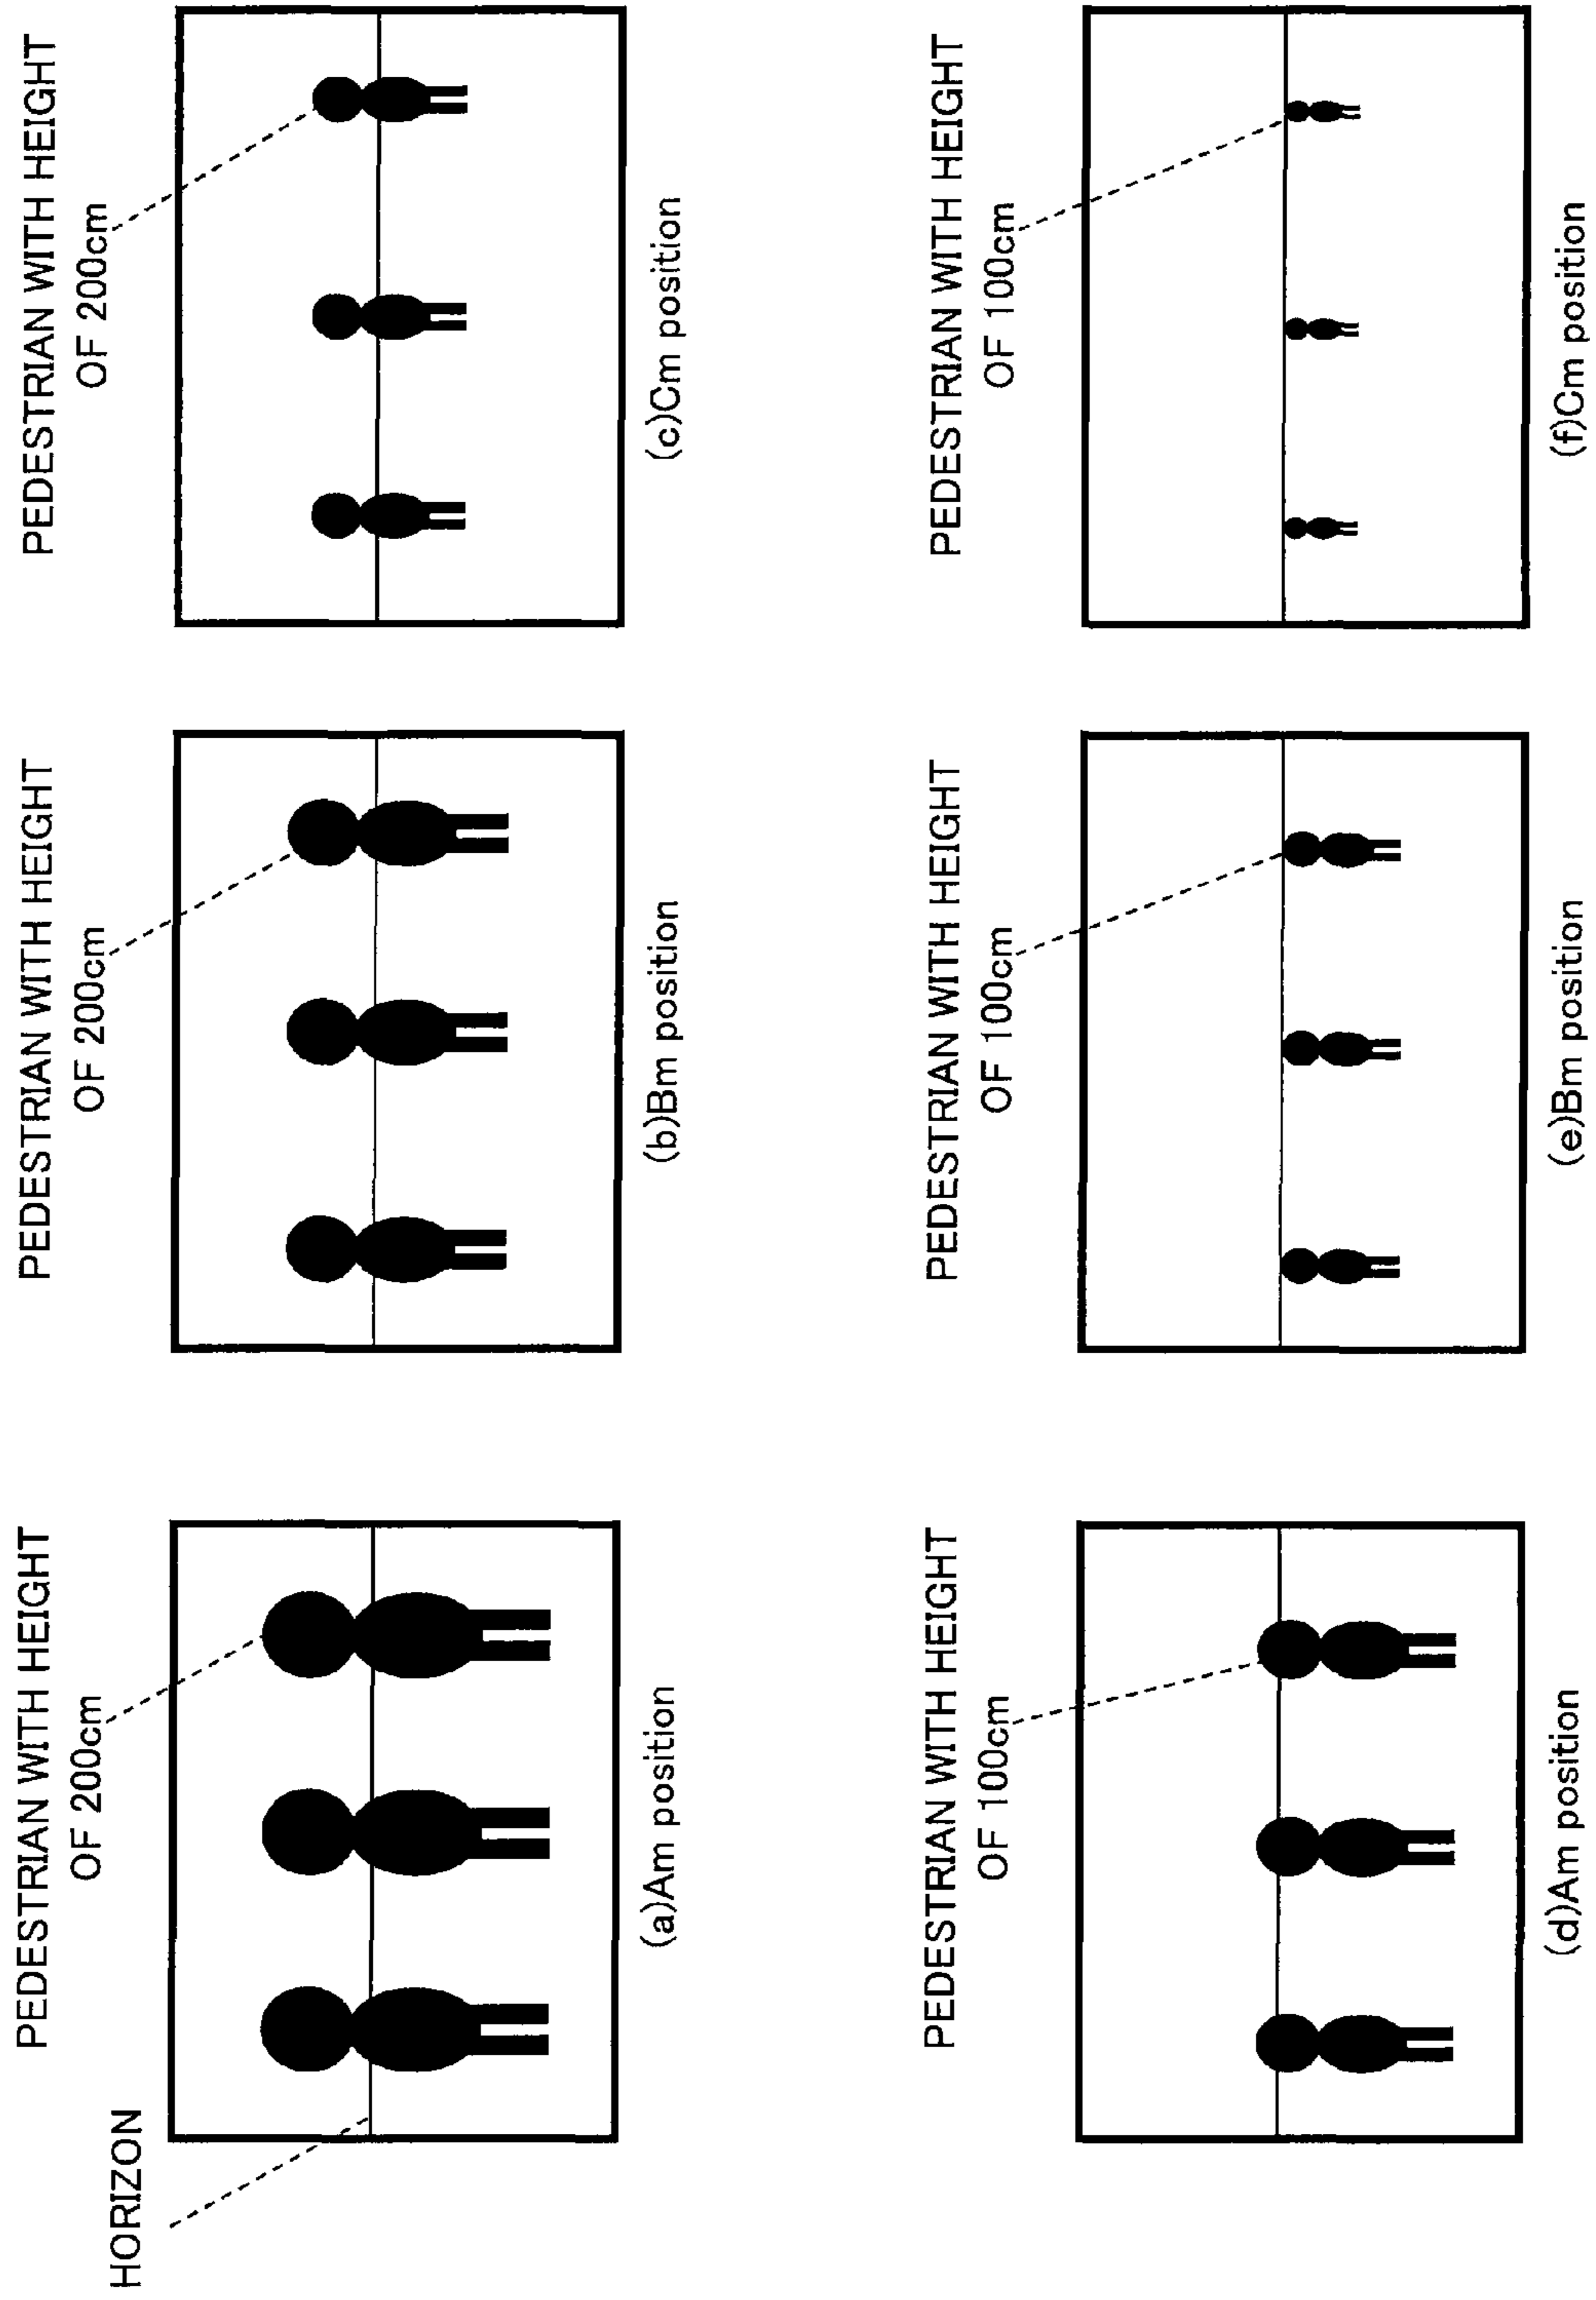 HORIZON
PEDESTRIAN WITH HEIGHT
OF 200cm
(a)Am position
PEDESTRIAN WITH HEIGHT
OF 200cm
(b)Bm position
PEDESTRIAN WITH HEIGHT
OF 200cm
(c)Cm position
PEDESTRIAN WITH HEIGHT
OF 100cm
(d)Am position
PEDESTRIAN WITH HEIGHT
OF 100cm
(e)Bm position
PEDESTRIAN WITH HEIGHT
OF 100cm
(f)Cm position